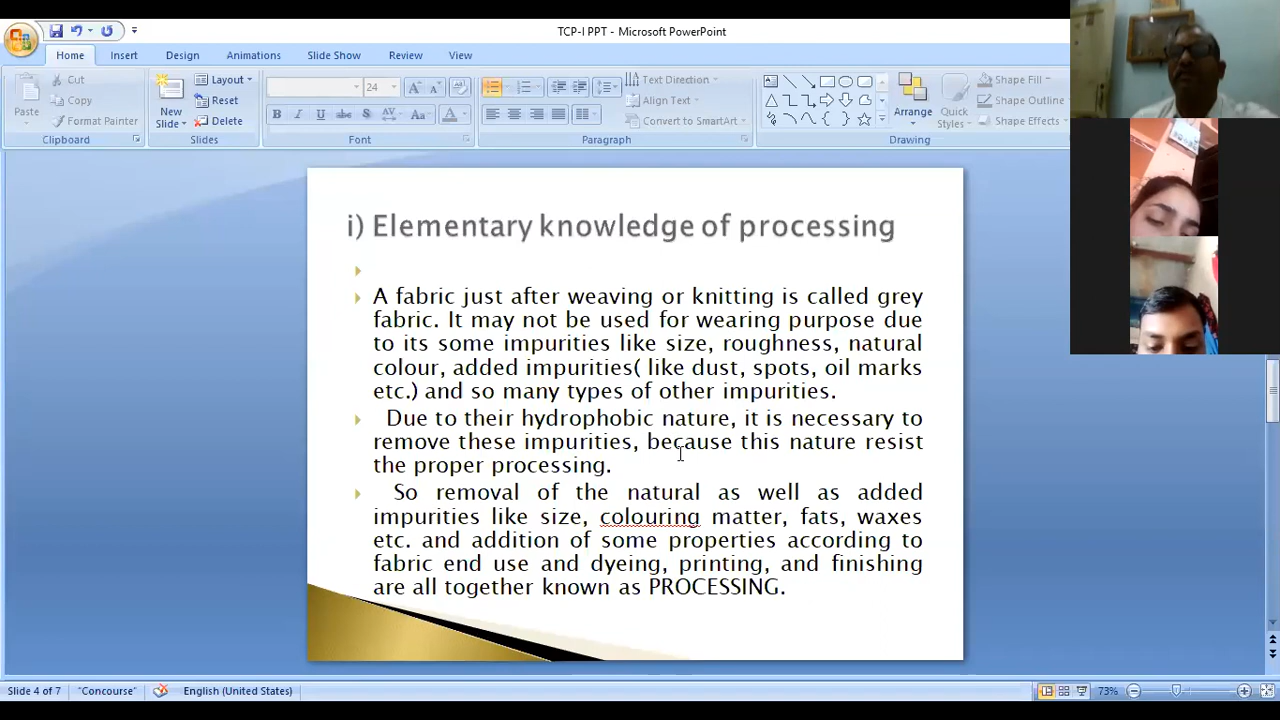 TCP-I PPT - Microsoft PowerPoint
Home Insert Design Animations Slide Show Review View
Paste
Cut
Copy
Format Painter
Clipboard
New
Slide
Layout
Reset
Delete
Slides
24
B I U abc S AV Aa A
Font
Text Direction
Align Text
Convert to SmartArt
Paragraph
Arrange
Quick
Styles
Shape Fill
Shape Outline
Shape Effects
Drawing
i) Elementary knowledge of processing
A fabric just after weaving or knitting is called grey
fabric. It may not be used for wearing purpose due
to its some impurities like size, roughness, natural
colour, added impurities( like dust, spots, oil marks
etc.) and so many types of other impurities.
Due to their hydrophobic nature, it is necessary to
remove these impurities, because this nature resist
the proper processing.
So removal of the natural as well as added
impurities like size, colouring matter, fats, waxes
etc. and addition of some properties according to
fabric end use and dyeing, printing, and finishing
are all together known as PROCESSING.
Slide 4 of 7 "Concourse" English (United States) 73%